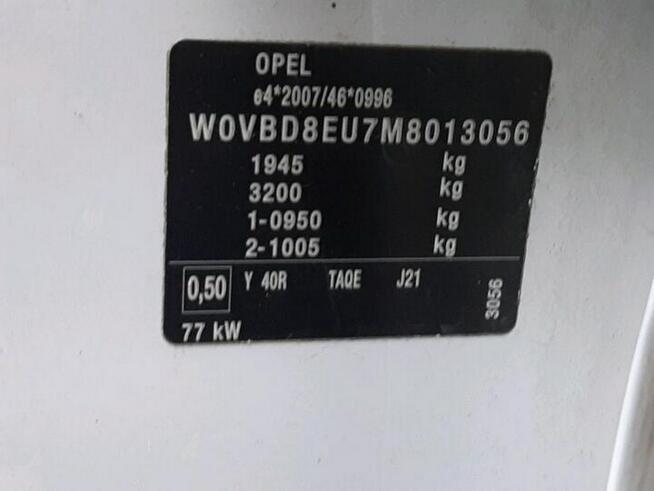 OPEL
e4*2007/46*0996
W0VBD8EU7M8013056
1945 kg
3200 kg
1-0950 kg
2-1005 kg
0,50 Y 40R TAQE J21
3056
77 kW